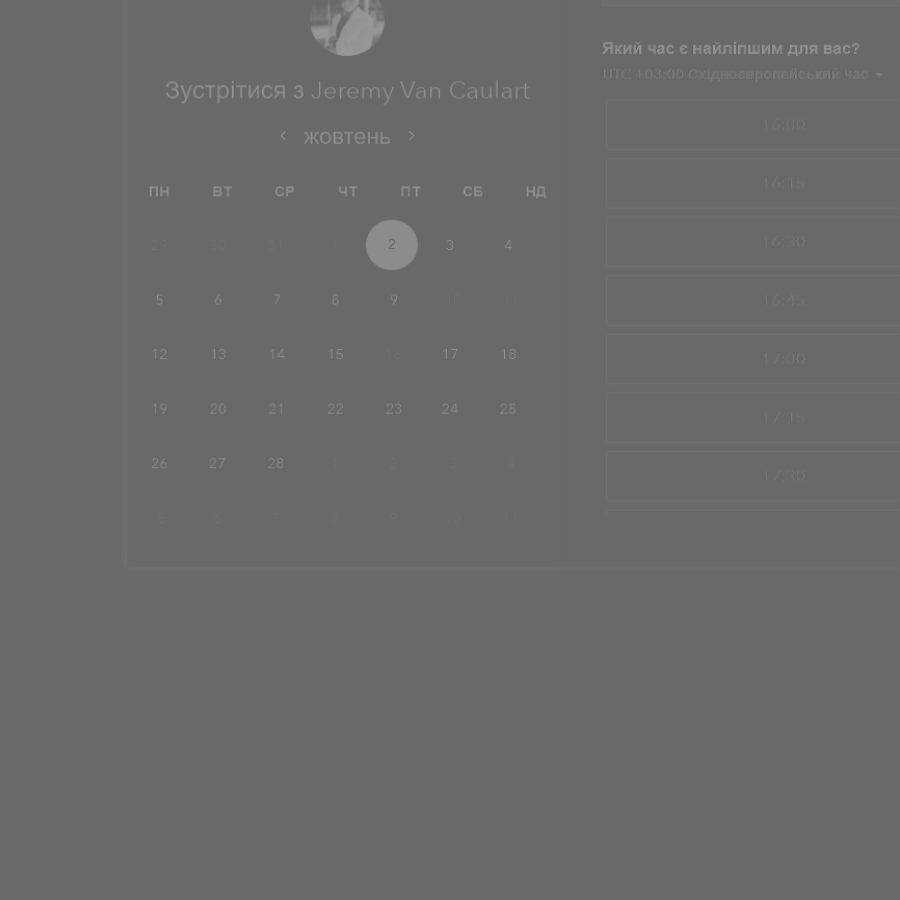 Зустрітися з Jeremy Van Caulart
жовтень
ПН ВТ СР ЧТ ПТ СБ НД
29 30 31 1 2 3 4
5 6 7 8 9 10 11
12 13 14 15 16 17 18
19 20 21 22 23 24 25
26 27 28 1 2 3 4
5 6 7 8 9 10 11
Який час є найліпшим для вас?
UTC +03:00 Східноєвропейський час
16:00
16:15
16:30
16:45
17:00
17:15
17:30